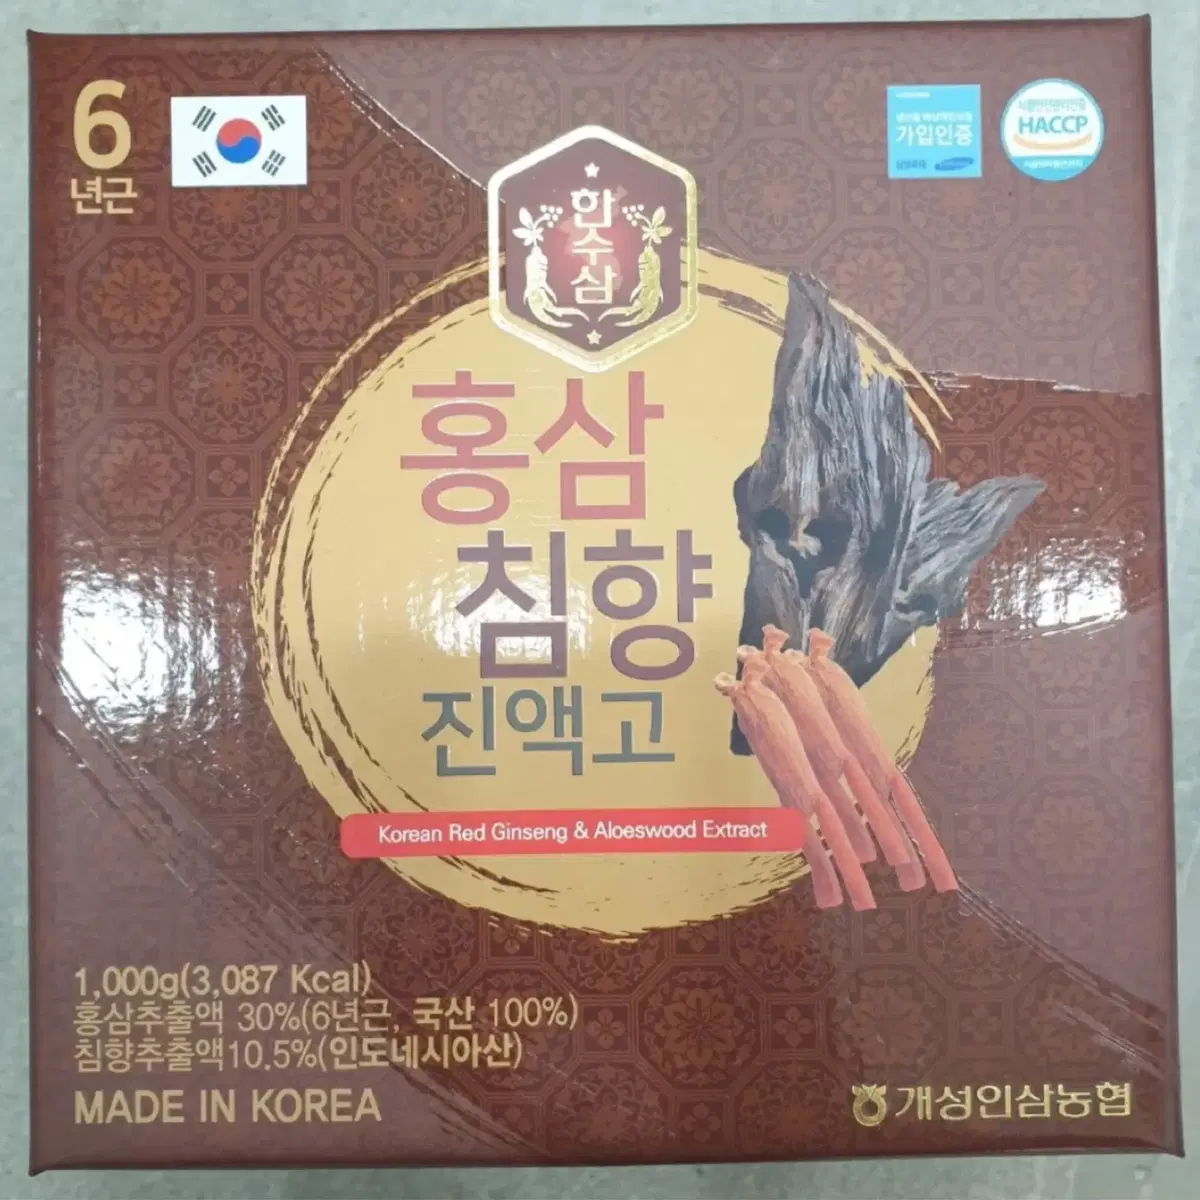 6
년근
가입인증
HACCP
한수삼
홍삼
침향
진액고
Korean Red Ginseng & Aloeswood Extract
1,000g(3,087 Kcal)
홍삼추출액 30%(6년근, 국산 100%)
침향추출액10.5%(인도네시아산)
MADE IN KOREA
개성인삼농협